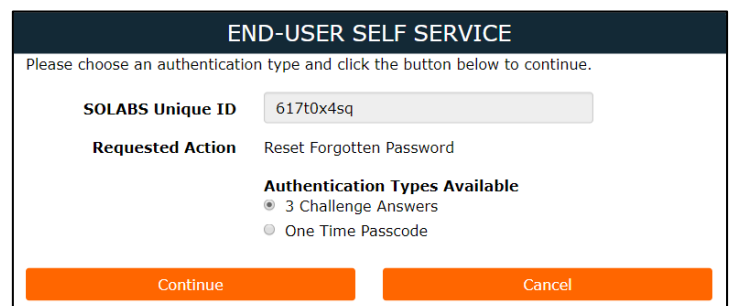 END-USER SELF SERVICE
Please choose an authentication type and click the button below to continue.
SOLABS Unique ID 617t0x4sq
Requested Action Reset Forgotten Password
Authentication Types Available
3 Challenge Answers
One Time Passcode
Continue Cancel